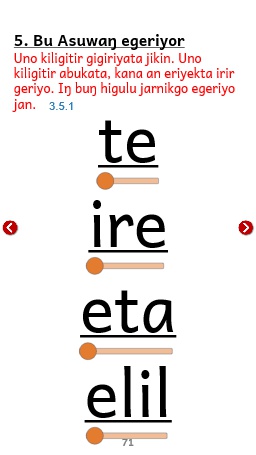 5. Bu Asuwaŋ egeriyor
Uno kiligitir gigiriyata jikin. Uno
kiligitir abukata, kana an eriyekta irir
geriyo. Iŋ buŋ higulu jarnikgo egeriyo
jan. 3.5.1
te
ire
eta
elil
71